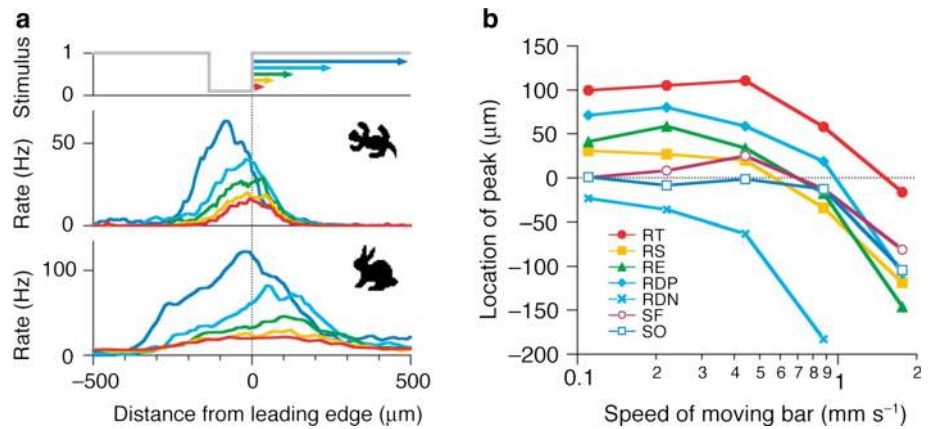 a
Stimulus
1
0
Rate (Hz)
50
0
Rate (Hz)
100
0
−500
0
500
Distance from leading edge (μm)
b
Location of peak (μm)
150
100
50
0
−50
−100
−150
−200
RT
RS
RE
RDP
RDN
SF
SO
0.1 2 3 4 5 6 7 8 9 1 2
Speed of moving bar (mm s⁻¹)